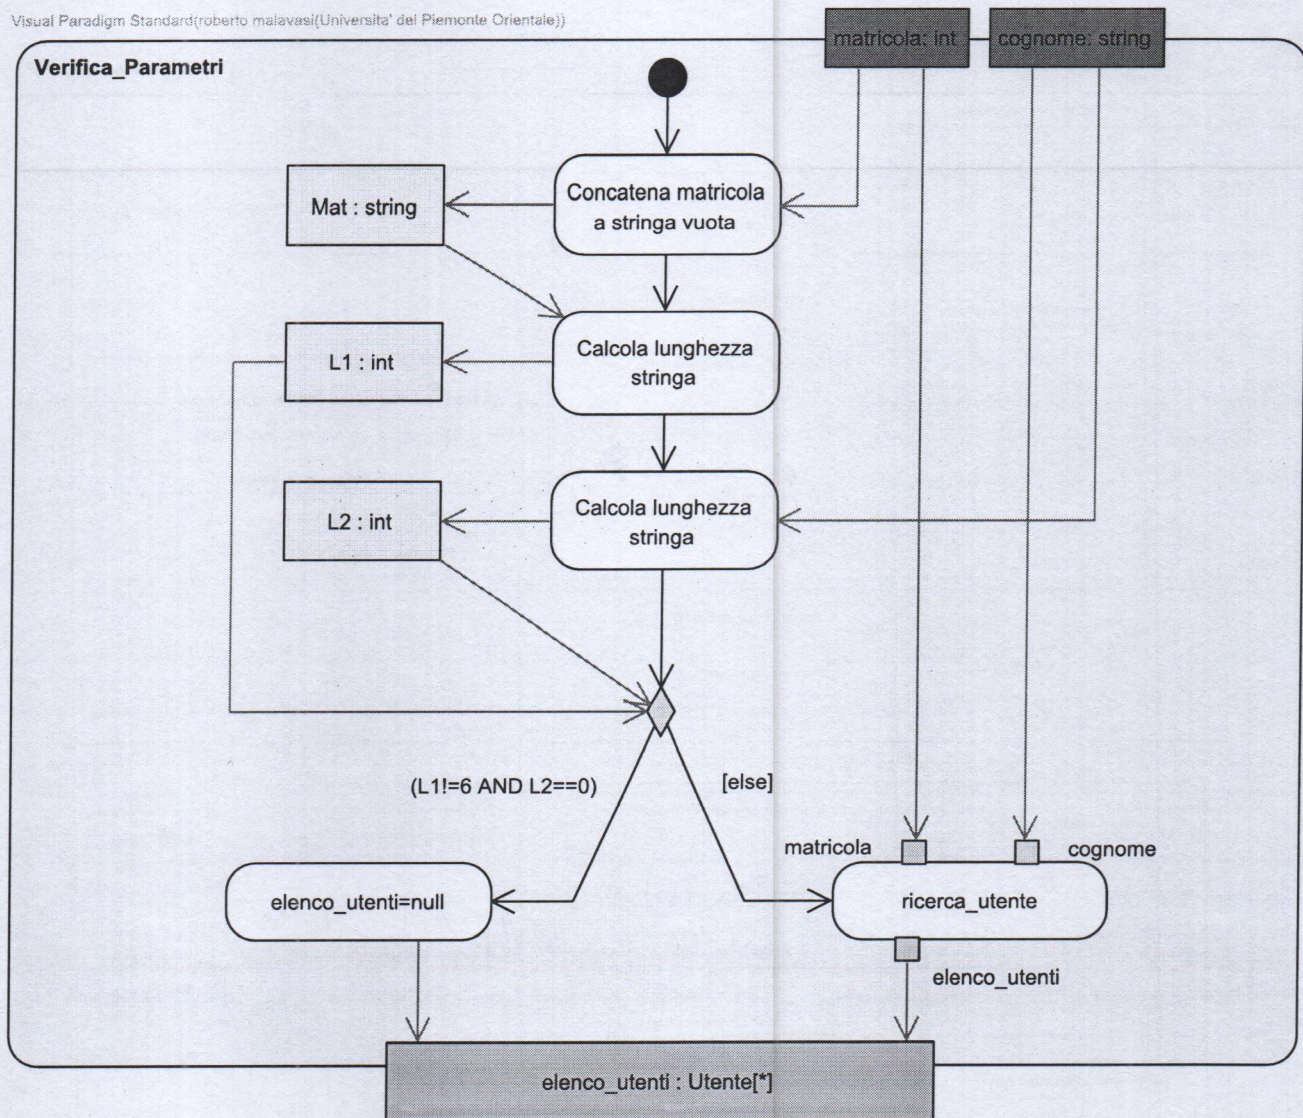 Visual Paradigm Standard(roberto malavasi(Universita' del Piemonte Orientale))
matricola: int
cognome: string
Verifica_Parametri
Concatena matricola
a stringa vuota
Mat : string
Calcola lunghezza
stringa
L1 : int
Calcola lunghezza
stringa
L2 : int
(L1!=6 AND L2==0)
[else]
matricola
cognome
elenco_utenti=null
ricerca_utente
elenco_utenti
elenco_utenti : Utente[*]